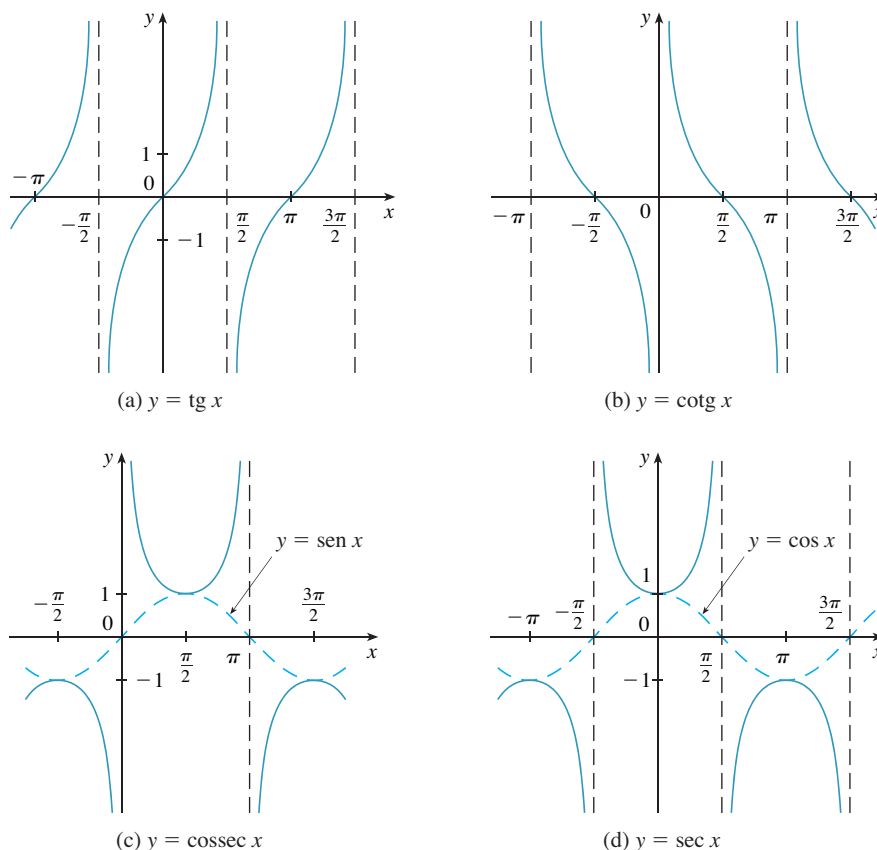 y
1
0
−π
−π/2
−1
π/2
π
3π/2
x
(a) y = tg x
y
0
−π
−π/2
π/2
π
3π/2
x
(b) y = cotg x
y
y = sen x
1
0
−π/2
3π/2
π/2
π
x
−1
(c) y = cossec x
y
y = cos x
1
0
−π
−π/2
3π/2
π/2
π
x
−1
(d) y = sec x